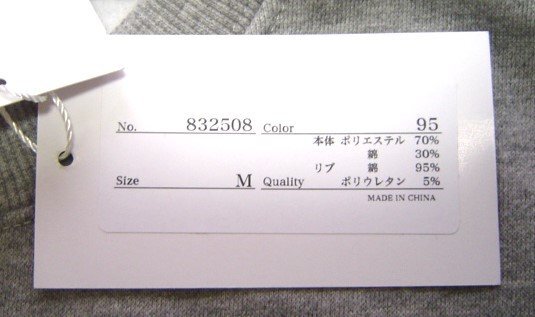 No. 832508 Color 95
本体 ポリエステル 70%
綿 30%
リブ 綿 95%
Size M Quality ポリウレタン 5%
MADE IN CHINA